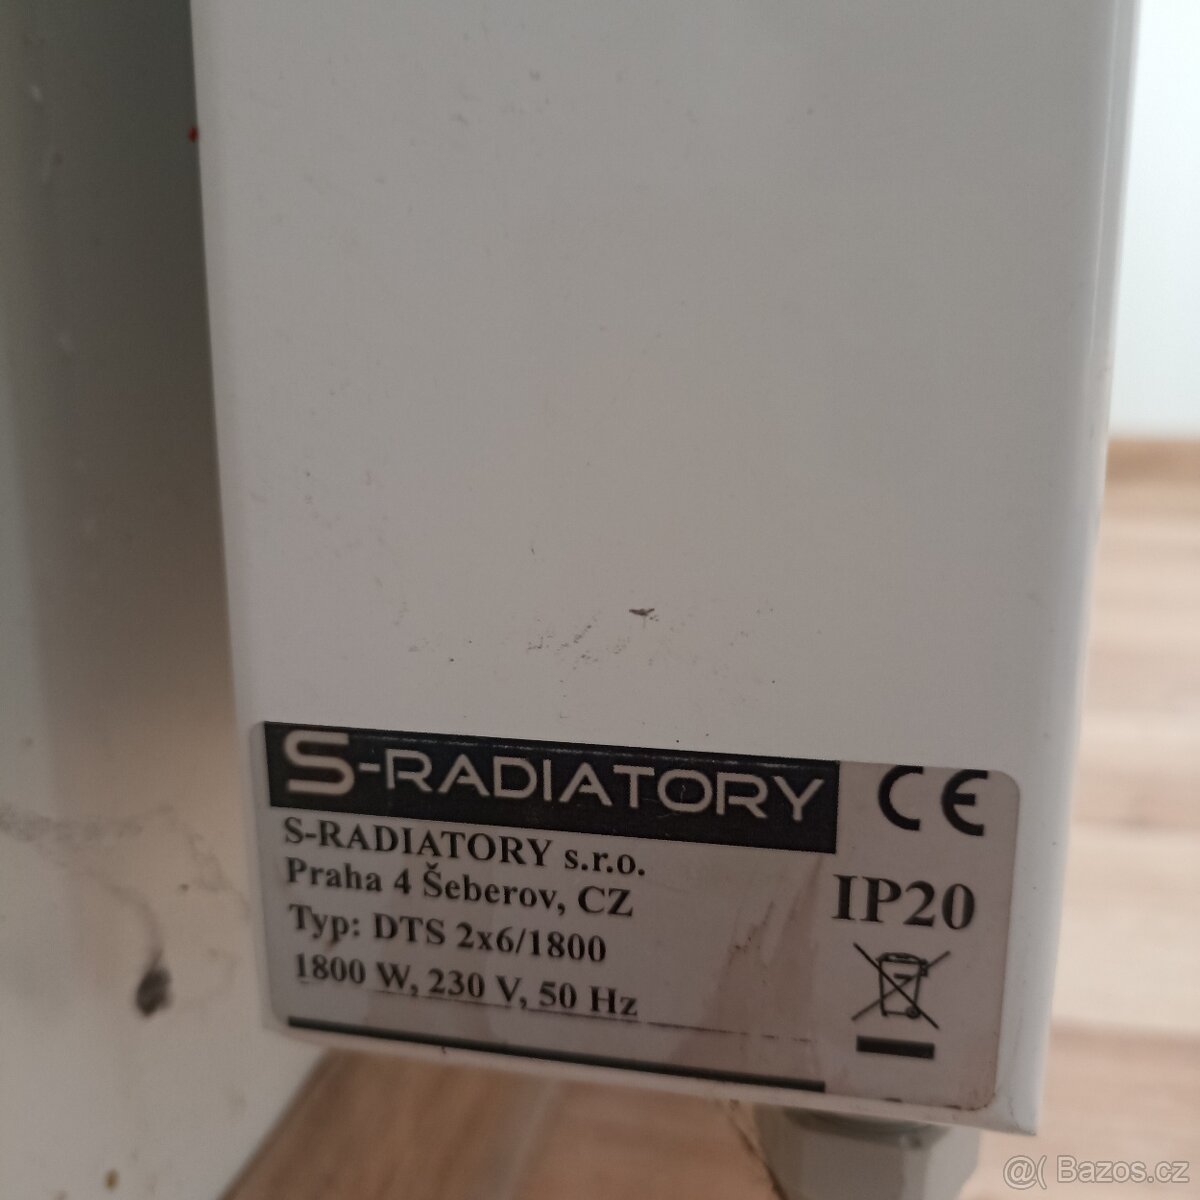 S-RADIATORY
CE
S-RADIATORY s.r.o.
Praha 4 Šeberov, CZ
IP20
Typ: DTS 2x6/1800
1800 W, 230 V, 50 Hz
@( Bazos.cz